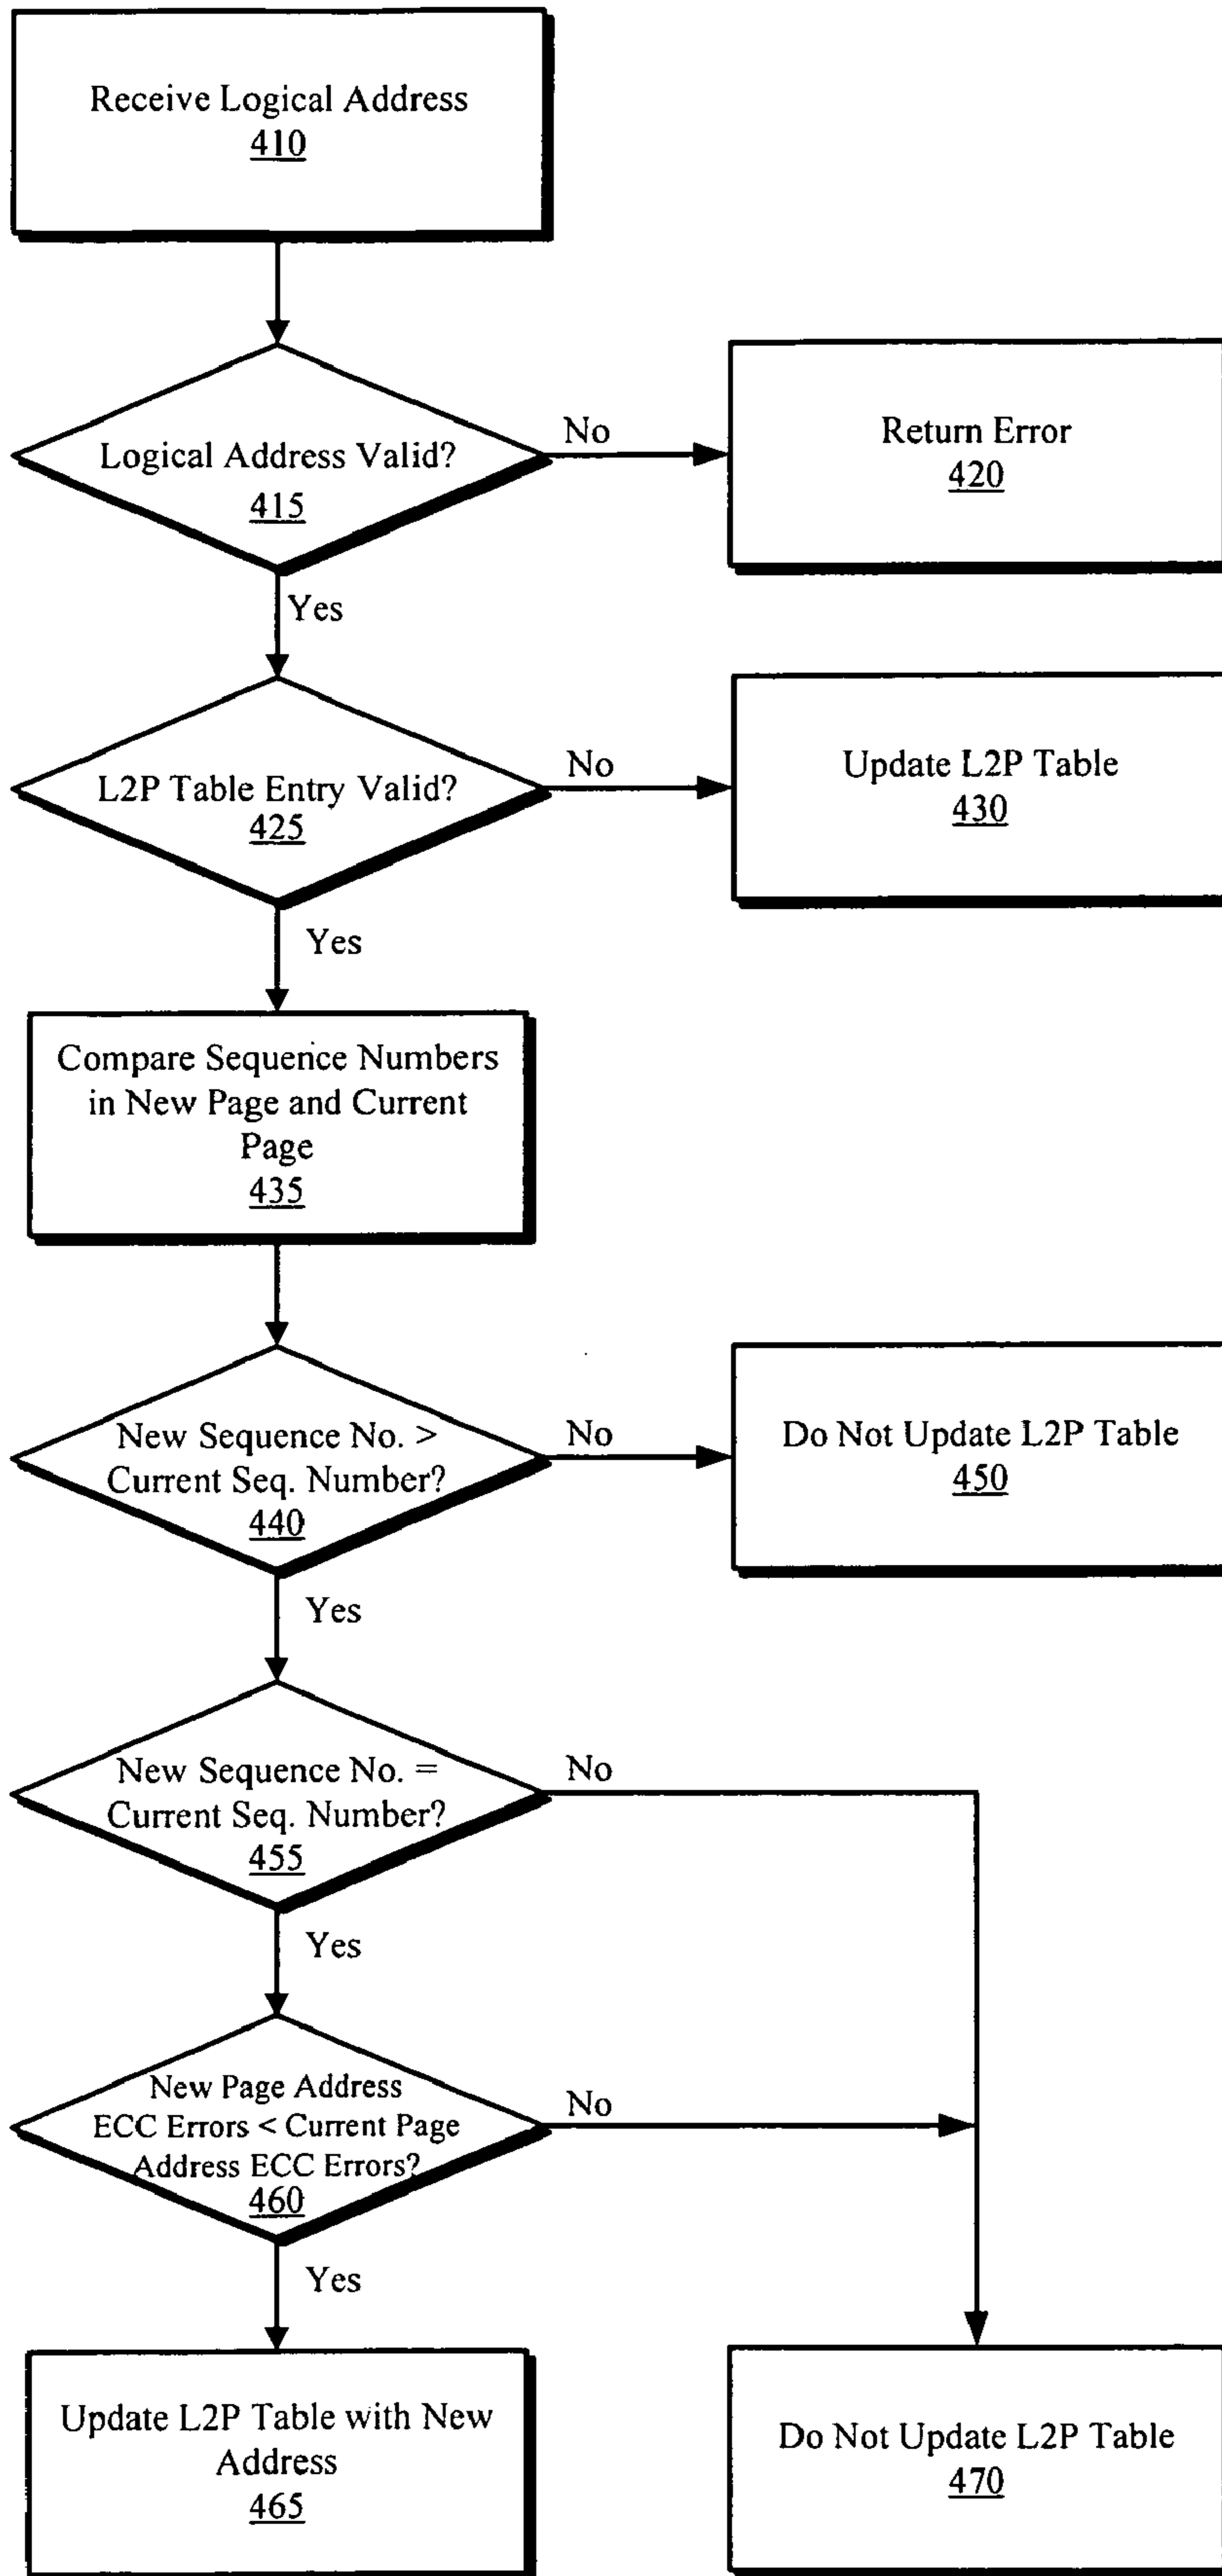 Receive Logical Address
410
Logical Address Valid?
415
No
Return Error
420
Yes
L2P Table Entry Valid?
425
No
Update L2P Table
430
Yes
Compare Sequence Numbers
in New Page and Current
Page
435
New Sequence No. >
Current Seq. Number?
440
No
Do Not Update L2P Table
450
Yes
New Sequence No. =
Current Seq. Number?
455
No
Yes
New Page Address
ECC Errors < Current Page
Address ECC Errors?
460
No
Yes
Update L2P Table with New
Address
465
Do Not Update L2P Table
470